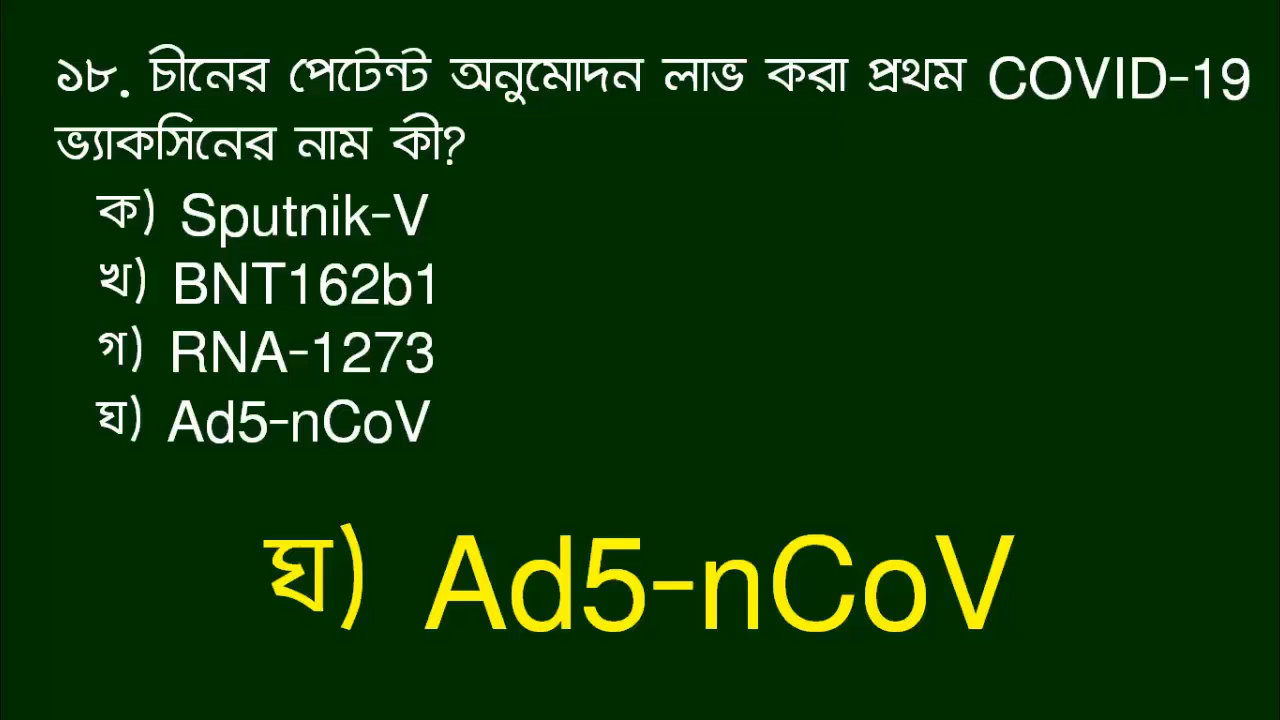 ১৮. চীনের পেটেন্ট অনুমোদন লাভ করা প্রথম COVID-19
ভ্যাকসিনের নাম কী?
ক) Sputnik-V
খ) BNT162b1
গ) RNA-1273
ঘ) Ad5-nCoV
ঘ) Ad5-nCoV